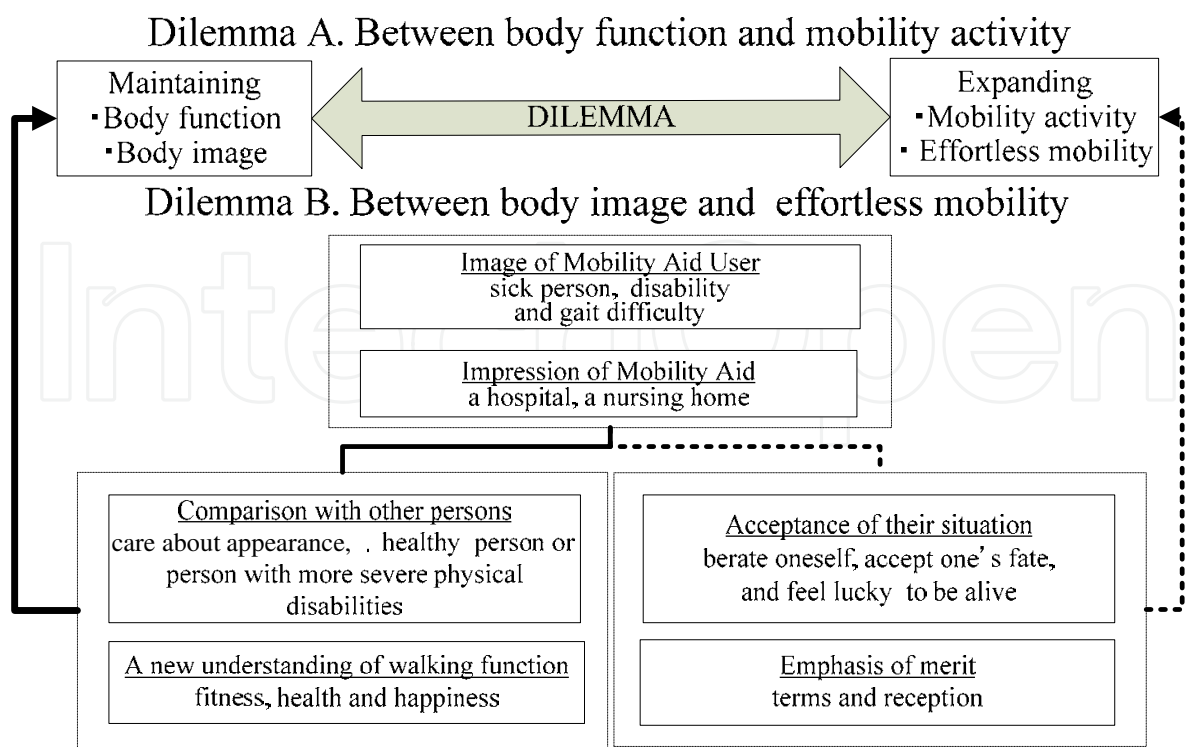 Dilemma A. Between body function and mobility activity
Maintaining
▪Body function
▪Body image
DILEMMA
Expanding
▪Mobility activity
▪ Effortless mobility
Dilemma B. Between body image and effortless mobility
Image of Mobility Aid User
sick person, disability
and gait difficulty
Impression of Mobility Aid
a hospital, a nursing home
Comparison with other persons
care about appearance, . healthy person or
person with more severe physical
disabilities
A new understanding of walking function
fitness, health and happiness
Acceptance of their situation
berate oneself, accept one's fate,
and feel lucky to be alive
Emphasis of merit
terms and reception
IntechOpen